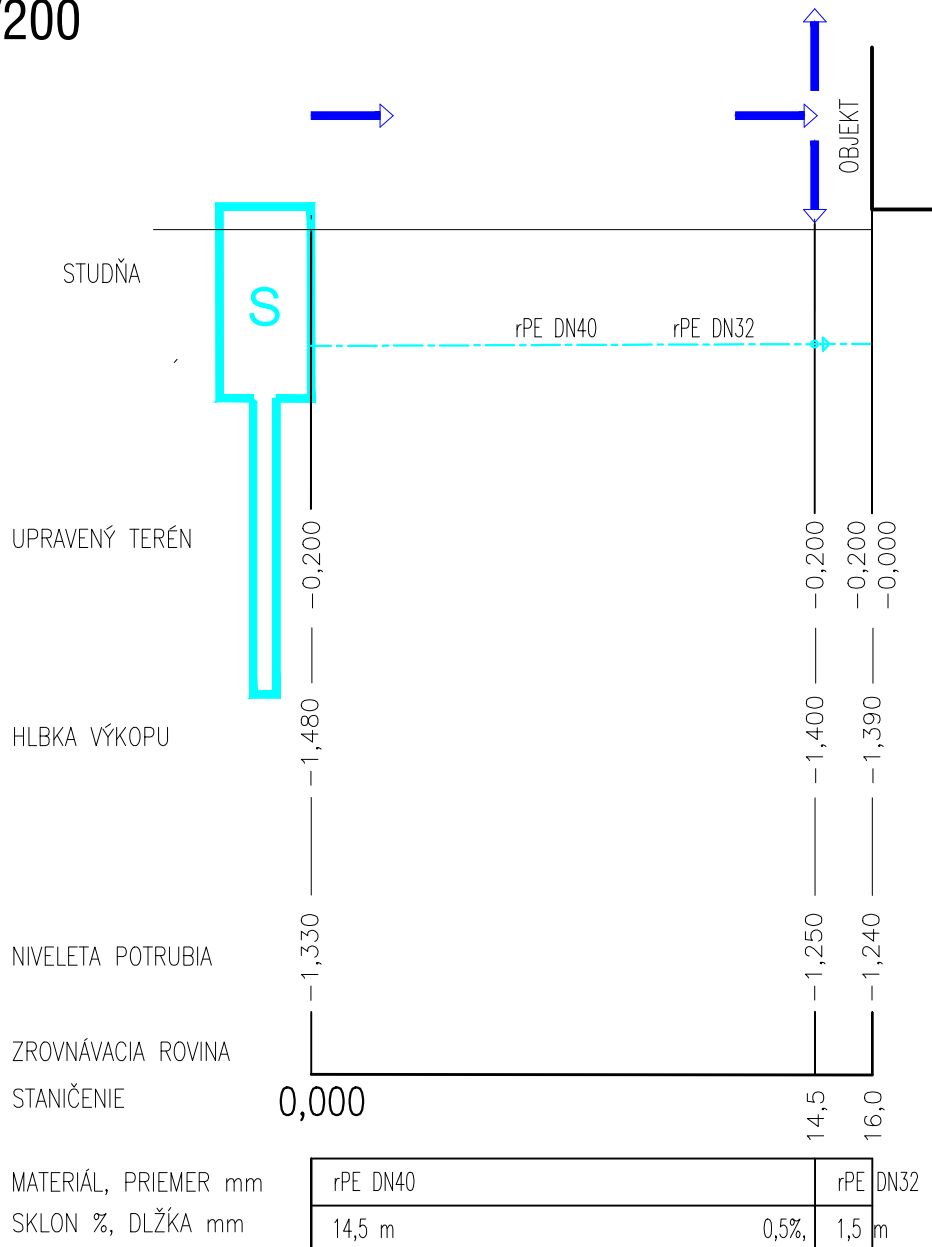 /200
OBJEKT
STUDŇA
S
rPE DN40 rPE DN32
UPRAVENÝ TERÉN
-0,200 -0,200 -0,200 -0,000
HLBKA VÝKOPU
-1,480 -1,400 -1,390
NIVELETA POTRUBIA
-1,330 -1,250 -1,240
ZROVNÁVACIA ROVINA
STANIČENIE 0,000 14,5 16,0
MATERIÁL, PRIEMER mm rPE DN40 rPE DN32
SKLON %, DLŽKA mm 14,5 m 0,5%, 1,5 m